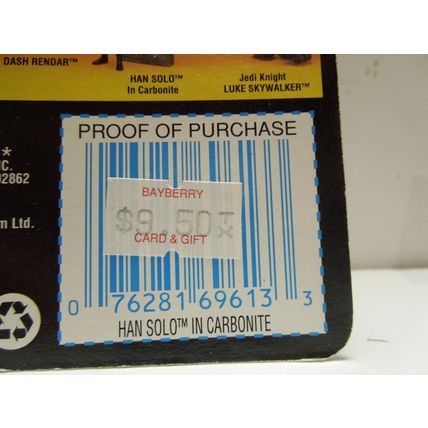 DASH RENDAR™
HAN SOLO™
In Carbonite
Jedi Knight
LUKE SKYWALKER™
*
C.
02862
m Ltd.
PROOF OF PURCHASE
BAYBERRY
$9.50
CARD & GIFT
0 76281 69613 3
HAN SOLO™ IN CARBONITE